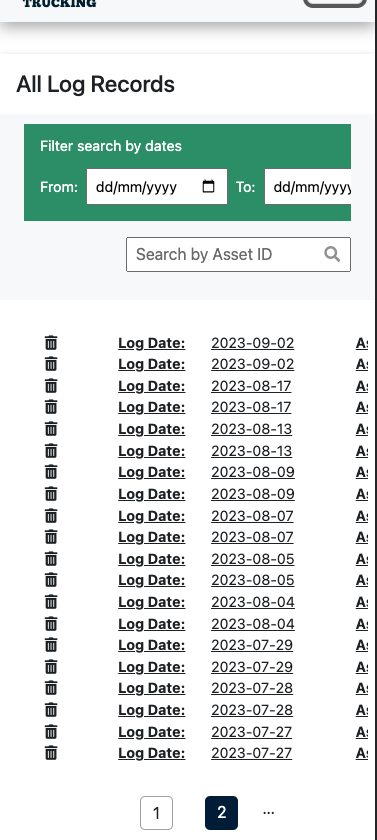 TRUCKING
All Log Records
Filter search by dates
From: dd/mm/yyyy To: dd/mm/yyyy
Search by Asset ID
Log Date: 2023-09-02 As
Log Date: 2023-09-02 As
Log Date: 2023-08-17 As
Log Date: 2023-08-17 As
Log Date: 2023-08-13 As
Log Date: 2023-08-13 As
Log Date: 2023-08-09 As
Log Date: 2023-08-09 As
Log Date: 2023-08-07 As
Log Date: 2023-08-07 As
Log Date: 2023-08-05 As
Log Date: 2023-08-05 As
Log Date: 2023-08-04 As
Log Date: 2023-08-04 As
Log Date: 2023-07-29 As
Log Date: 2023-07-29 As
Log Date: 2023-07-28 As
Log Date: 2023-07-28 As
Log Date: 2023-07-27 As
Log Date: 2023-07-27 As
1 2 ...